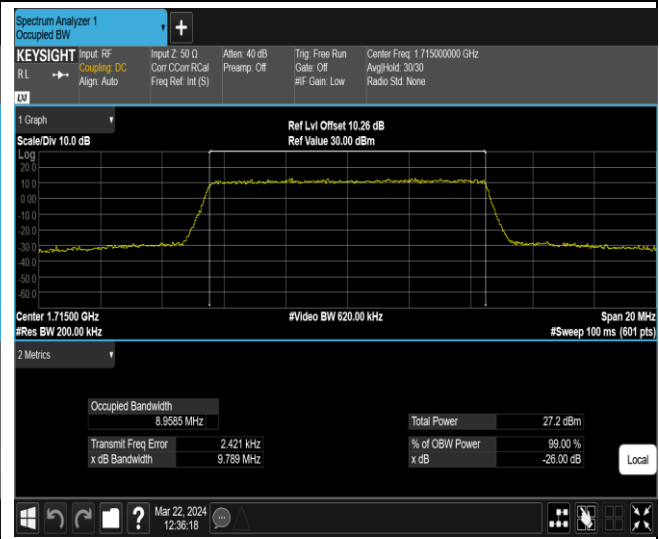 Spectrum Analyzer 1
Occupied BW
+
KEYSIGHT
RL
LXI
Input: RF
Coupling: DC
Align: Auto
Input Z: 50 Ω
Corr CCorr RCal
Freq Ref: Int (S)
Atten: 40 dB
Preamp: Off
Trig: Free Run
Gate: Off
#IF Gain: Low
Center Freq: 1.715000000 GHz
Avg|Hold: 30/30
Radio Std: None
1 Graph
Scale/Div 10.0 dB
Ref Lvl Offset 10.26 dB
Ref Value 30.00 dBm
Log
20.0
10.0
0.00
-10.0
-20.0
-30.0
-40.0
-50.0
-60.0
Center 1.71500 GHz
#Res BW 200.00 kHz
#Video BW 620.00 kHz
Span 20 MHz
#Sweep 100 ms (601 pts)
2 Metrics
Occupied Bandwidth
8.9585 MHz
Transmit Freq Error 2.421 kHz
x dB Bandwidth 9.789 MHz
Total Power 27.2 dBm
% of OBW Power 99.00 %
x dB -26.00 dB
Local
?
Mar 22, 2024
12:36:18